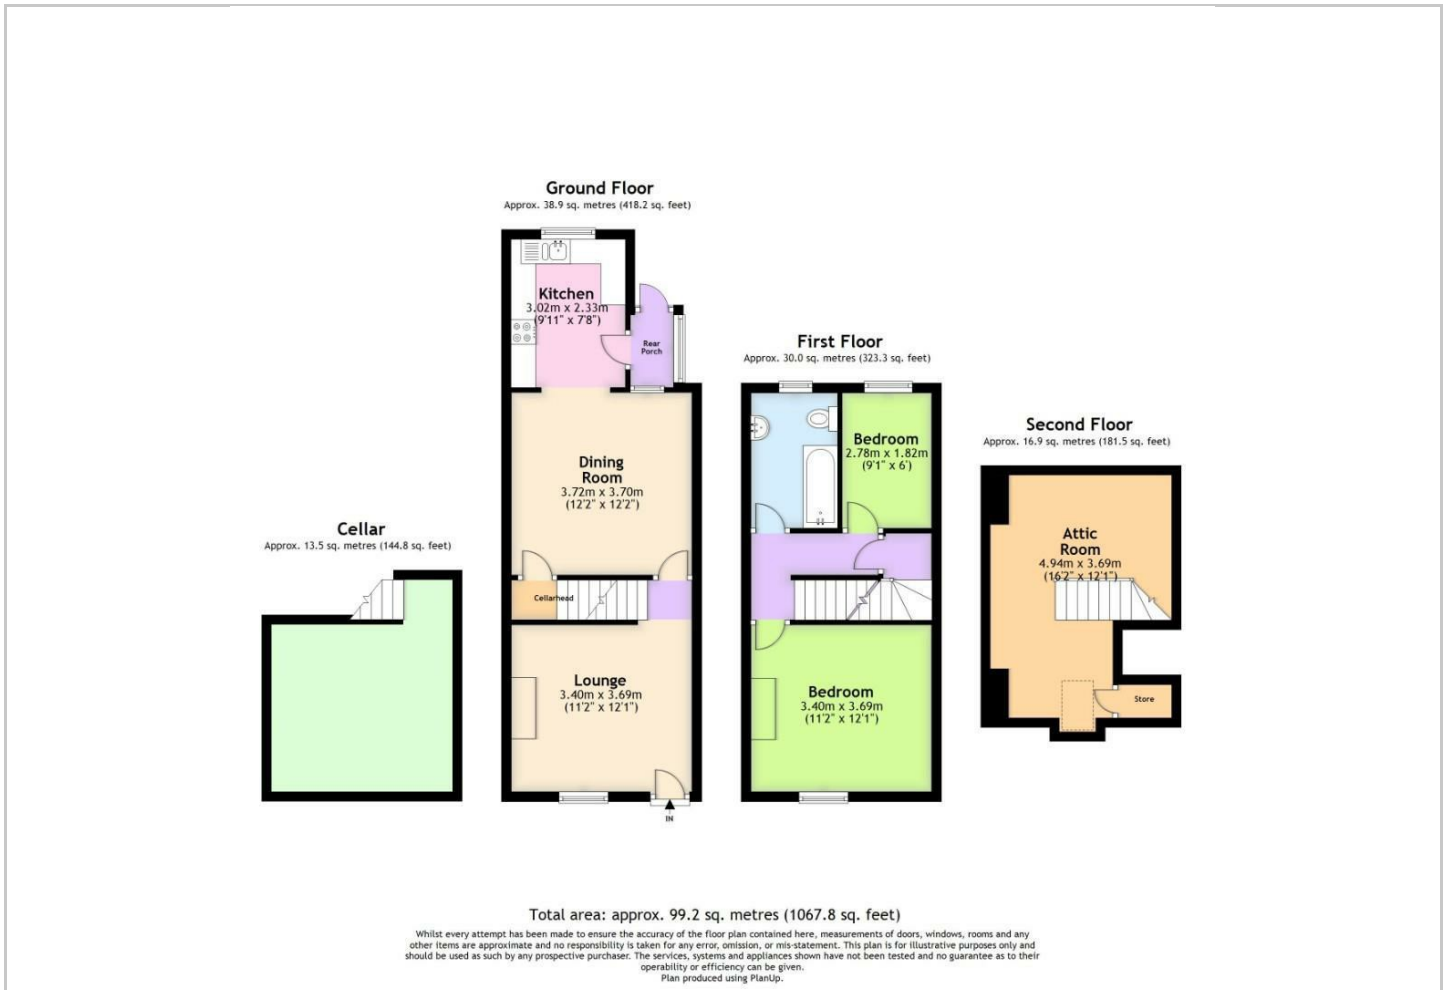 Ground Floor
Approx. 38.9 sq. metres (418.2 sq. feet)
Kitchen
3.02m x 2.33m
(9'11" x 7'8")
Rear
Porch
Dining
Room
3.72m x 3.70m
(12'2" x 12'2")
Cellarhead
Lounge
3.40m x 3.69m
(11'2" x 12'1")
IN
First Floor
Approx. 30.0 sq. metres (323.3 sq. feet)
Bedroom
2.78m x 1.82m
(9'1" x 6')
Bedroom
3.40m x 3.69m
(11'2" x 12'1")
Second Floor
Approx. 16.9 sq. metres (181.5 sq. feet)
Attic
Room
4.94m x 3.69m
(16'2" x 12'1")
Store
Cellar
Approx. 13.5 sq. metres (144.8 sq. feet)
Total area: approx. 99.2 sq. metres (1067.8 sq. feet)
Whilst every attempt has been made to ensure the accuracy of the floor plan contained here, measurements of doors, windows, rooms and any
other items are approximate and no responsibility is taken for any error, omission, or mis-statement. This plan is for illustrative purposes only and
should be used as such by any prospective purchaser. The services, systems and appliances shown have not been tested and no guarantee as to their
operability or efficiency can be given.
Plan produced using PlanUp.